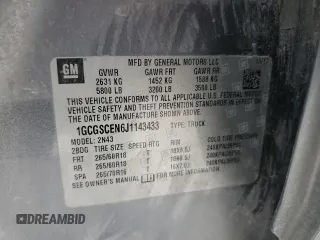 GM
MFD BY GENERAL MOTORS LLC
GVWR GAWR FRT GAWR RR
2631 KG 1452 KG 1588 KG
5800 LB 3200 LB 3500 LB
THIS VEHICLE CONFORMS TO ALL APPLICABLE FEDERAL MOTOR
VEHICLE SAFETY AND THEFT PREVENTION STANDARDS IN EFFECT ON
THE DATE OF MANUFACTURE SHOWN ABOVE.
1GCGSCEN6J1143433 TYPE: TRUCK
MODEL: 2N43
2BDG TIRE SIZE SPEED RTG RIM
FRT 265/60R18 T
RR 265/60R18 T
SPA 265/70R16
SEE OWNER'S MANUAL FOR MORE INFORMATION.